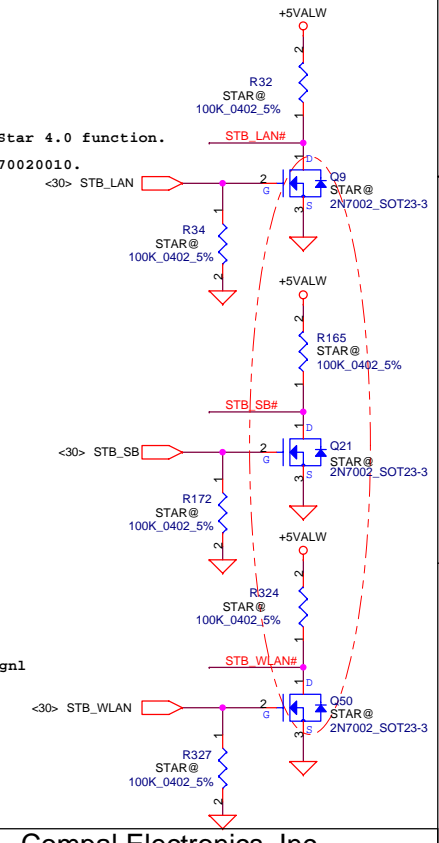 +5VALW
2
R32
STAR@
100K_0402_5%
1
Star 4.0 function.
STB_LAN#
70020010.
1
D
<30> STB_LAN
2
G
Q9
STAR@
2N7002_SOT23-3
S
3
1
R34
STAR@
100K_0402_5%
2
+5VALW
2
R165
STAR@
100K_0402_5%
1
STB_SB#
1
D
<30> STB_SB
2
G
Q21
STAR@
2N7002_SOT23-3
S
3
1
R172
STAR@
100K_0402_5%
2
+5VALW
2
R324
STAR@
100K_0402_5%
1
STB_WLAN#
gnl
1
D
<30> STB_WLAN
2
G
Q50
STAR@
2N7002_SOT23-3
S
3
1
R327
STAR@
100K_0402_5%
2
Compal Electronics, Inc.